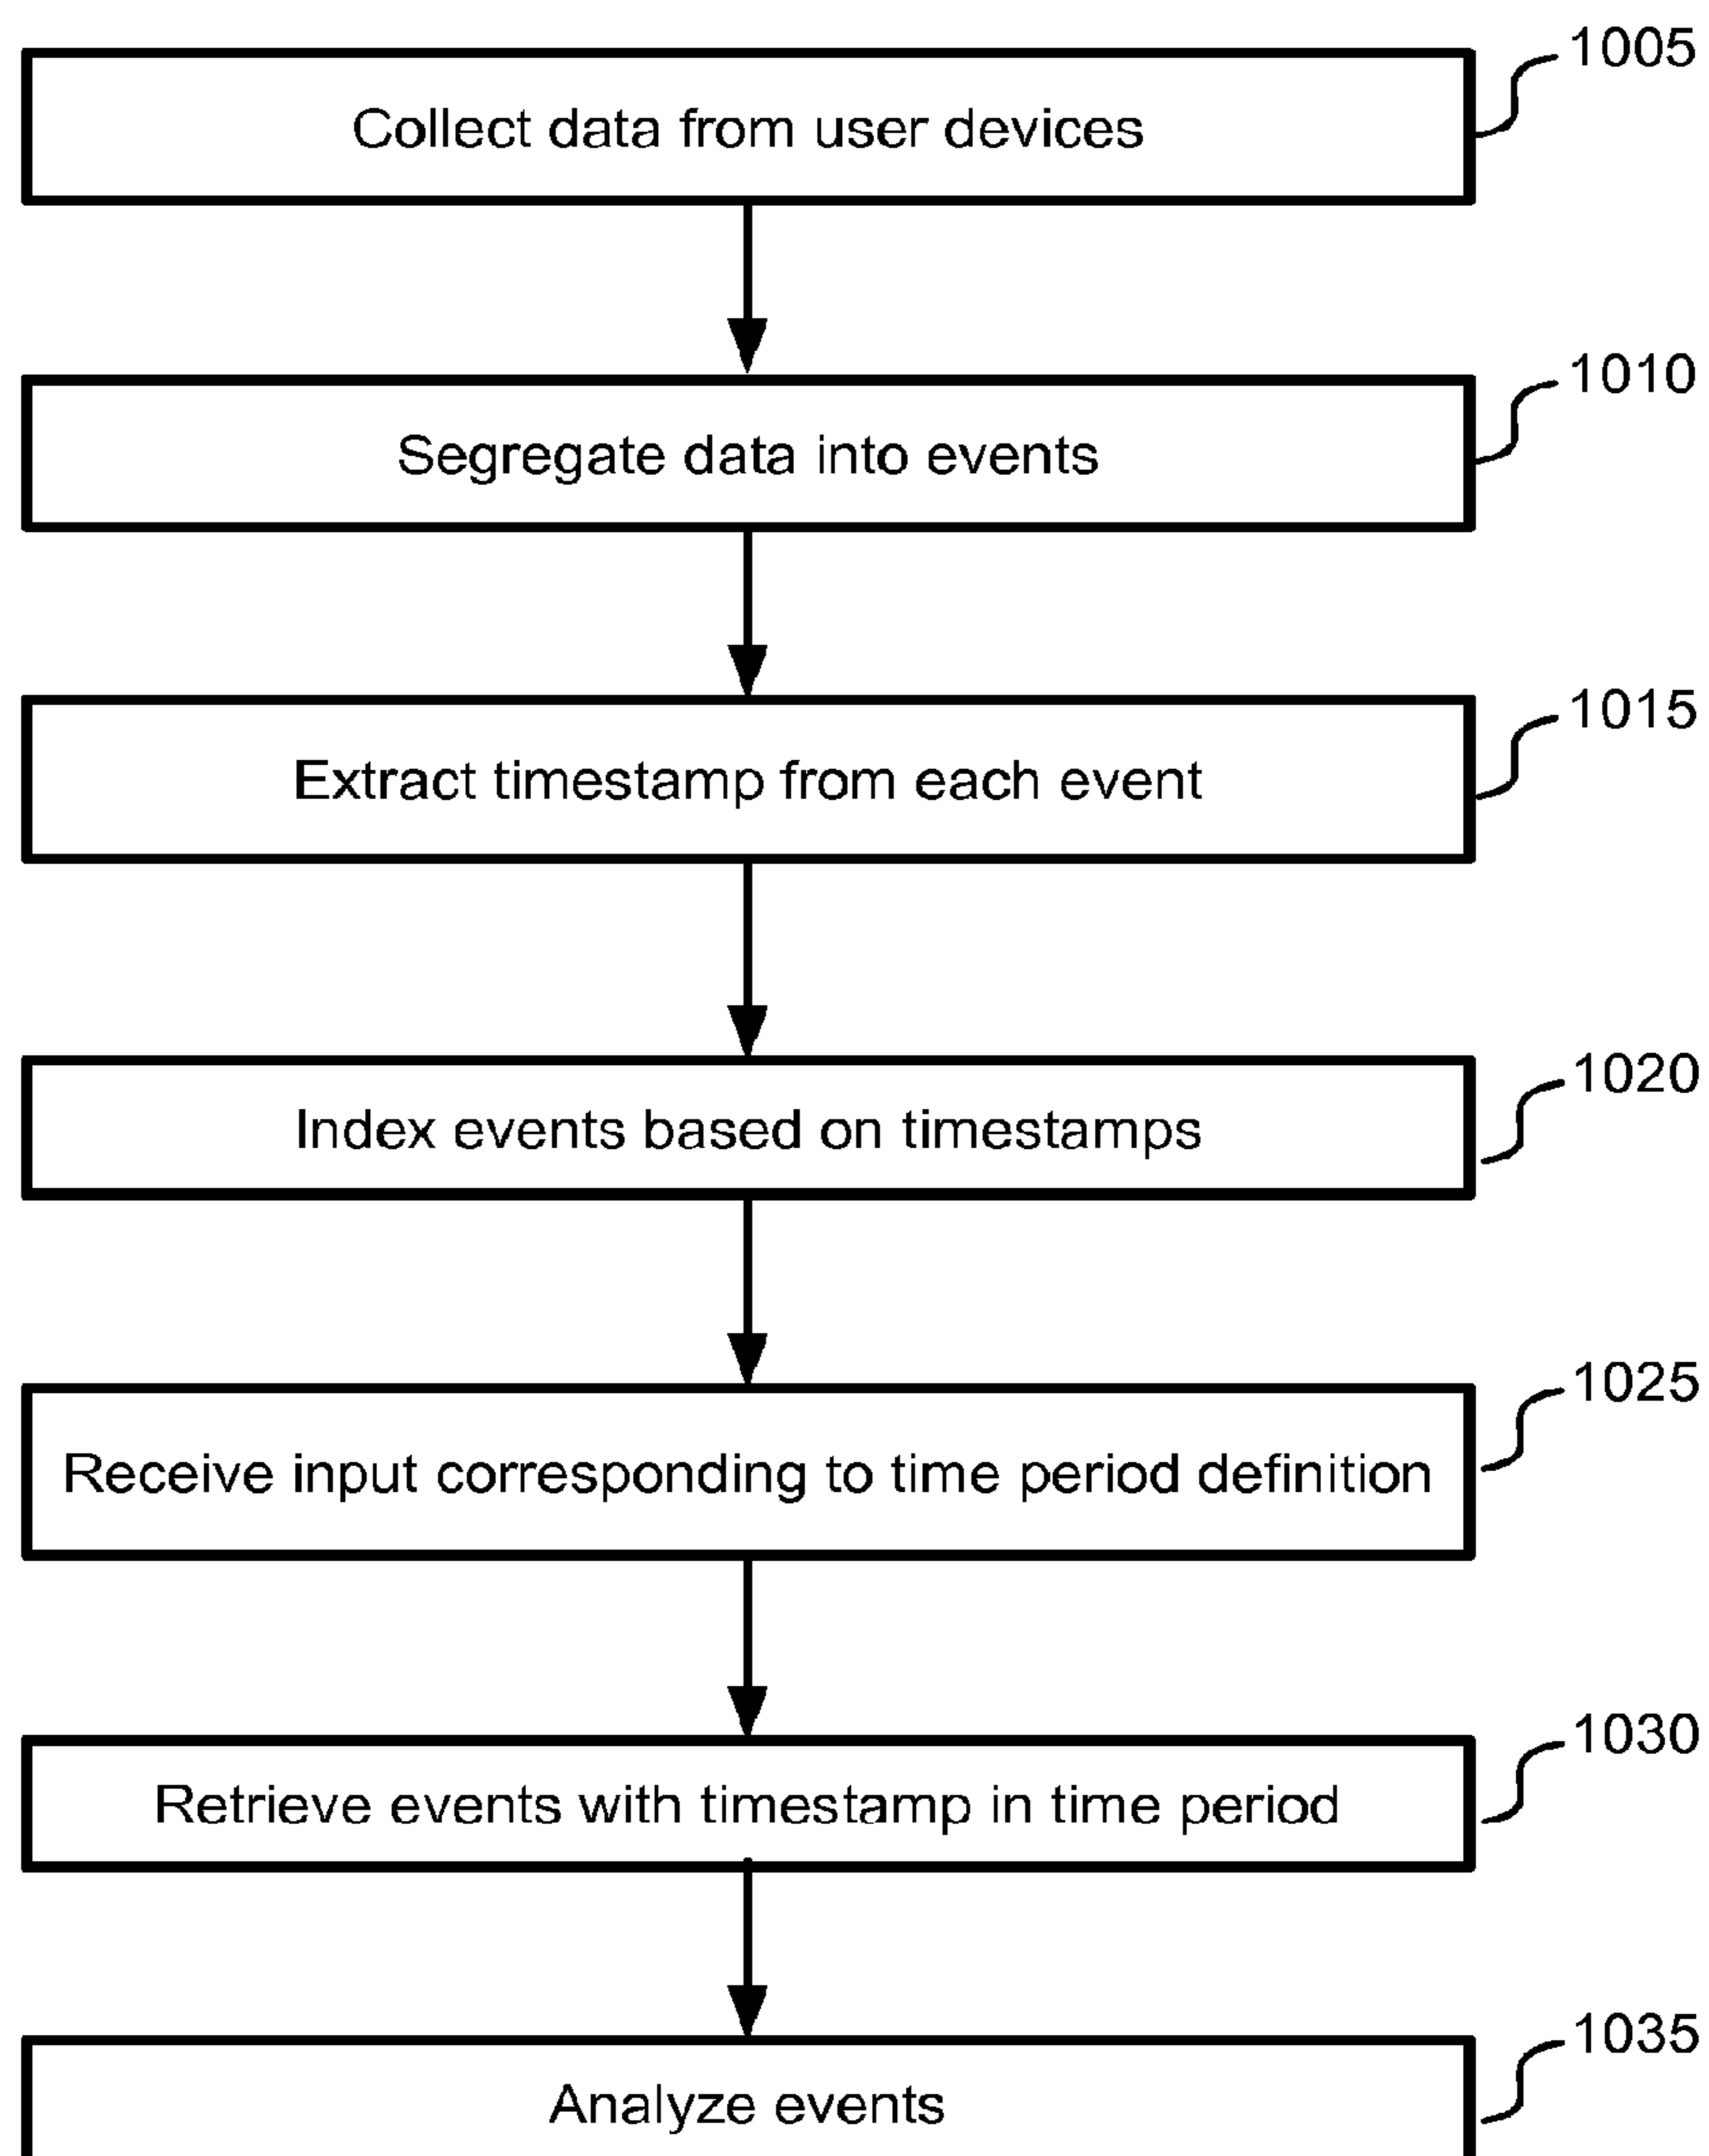 1005
Collect data from user devices
1010
Segregate data into events
1015
Extract timestamp from each event
1020
Index events based on timestamps
1025
Receive input corresponding to time period definition
1030
Retrieve events with timestamp in time period
1035
Analyze events